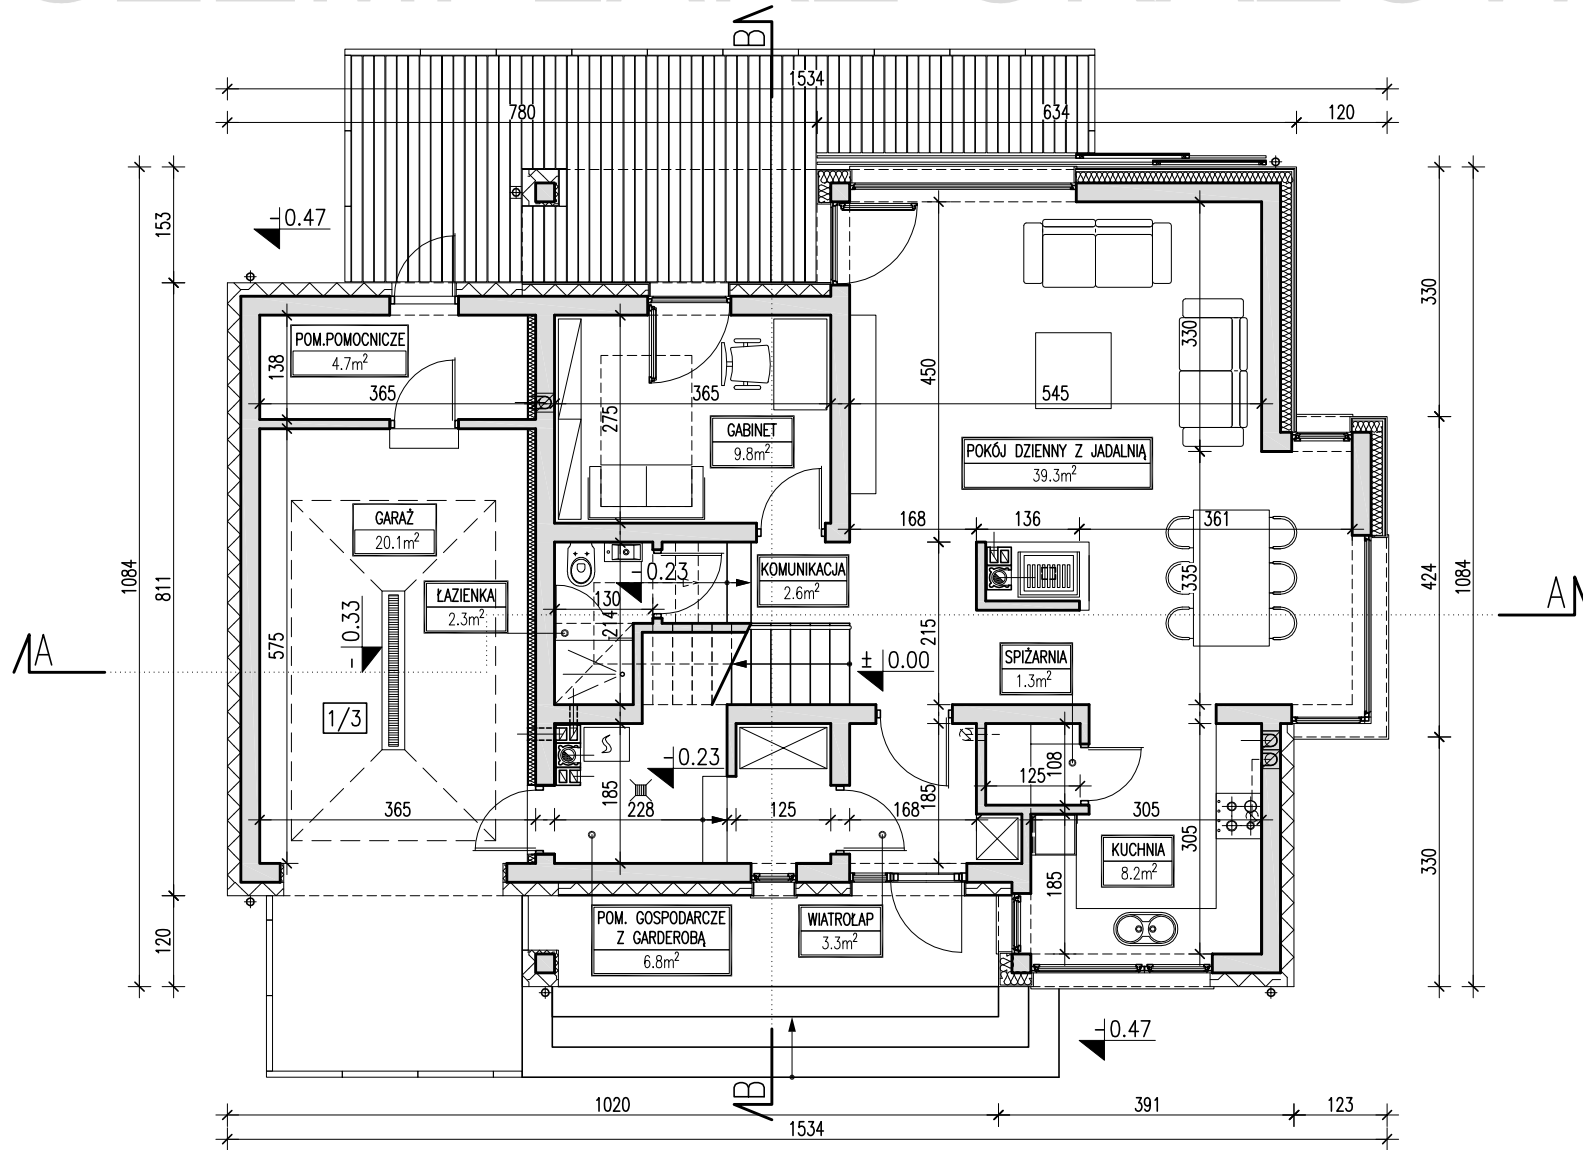 B
1534
780
634
120
153
-0.47
330
POM.POMOCNICZE
4.7m²
138
365
365
275
450
330
545
GABINET
9.8m²
POKÓJ DZIENNY Z JADALNIĄ
39.3m²
168
136
361
GARAŻ
20.1m²
1084
811
ŁAZIENKA
2.3m²
-0.23
KOMUNIKACJA
2.6m²
335
424
1084
A
A
130
214
575
-0.33
215
± 0.00
SPIŻARNIA
1.3m²
1/3
-0.23
108
125
185
185
365
228
125
168
305
305
KUCHNIA
8.2m²
185
330
120
POM. GOSPODARCZE
Z GARDEROBĄ
6.8m²
WIATROŁAP
3.3m²
-0.47
B
1020
391
123
1534